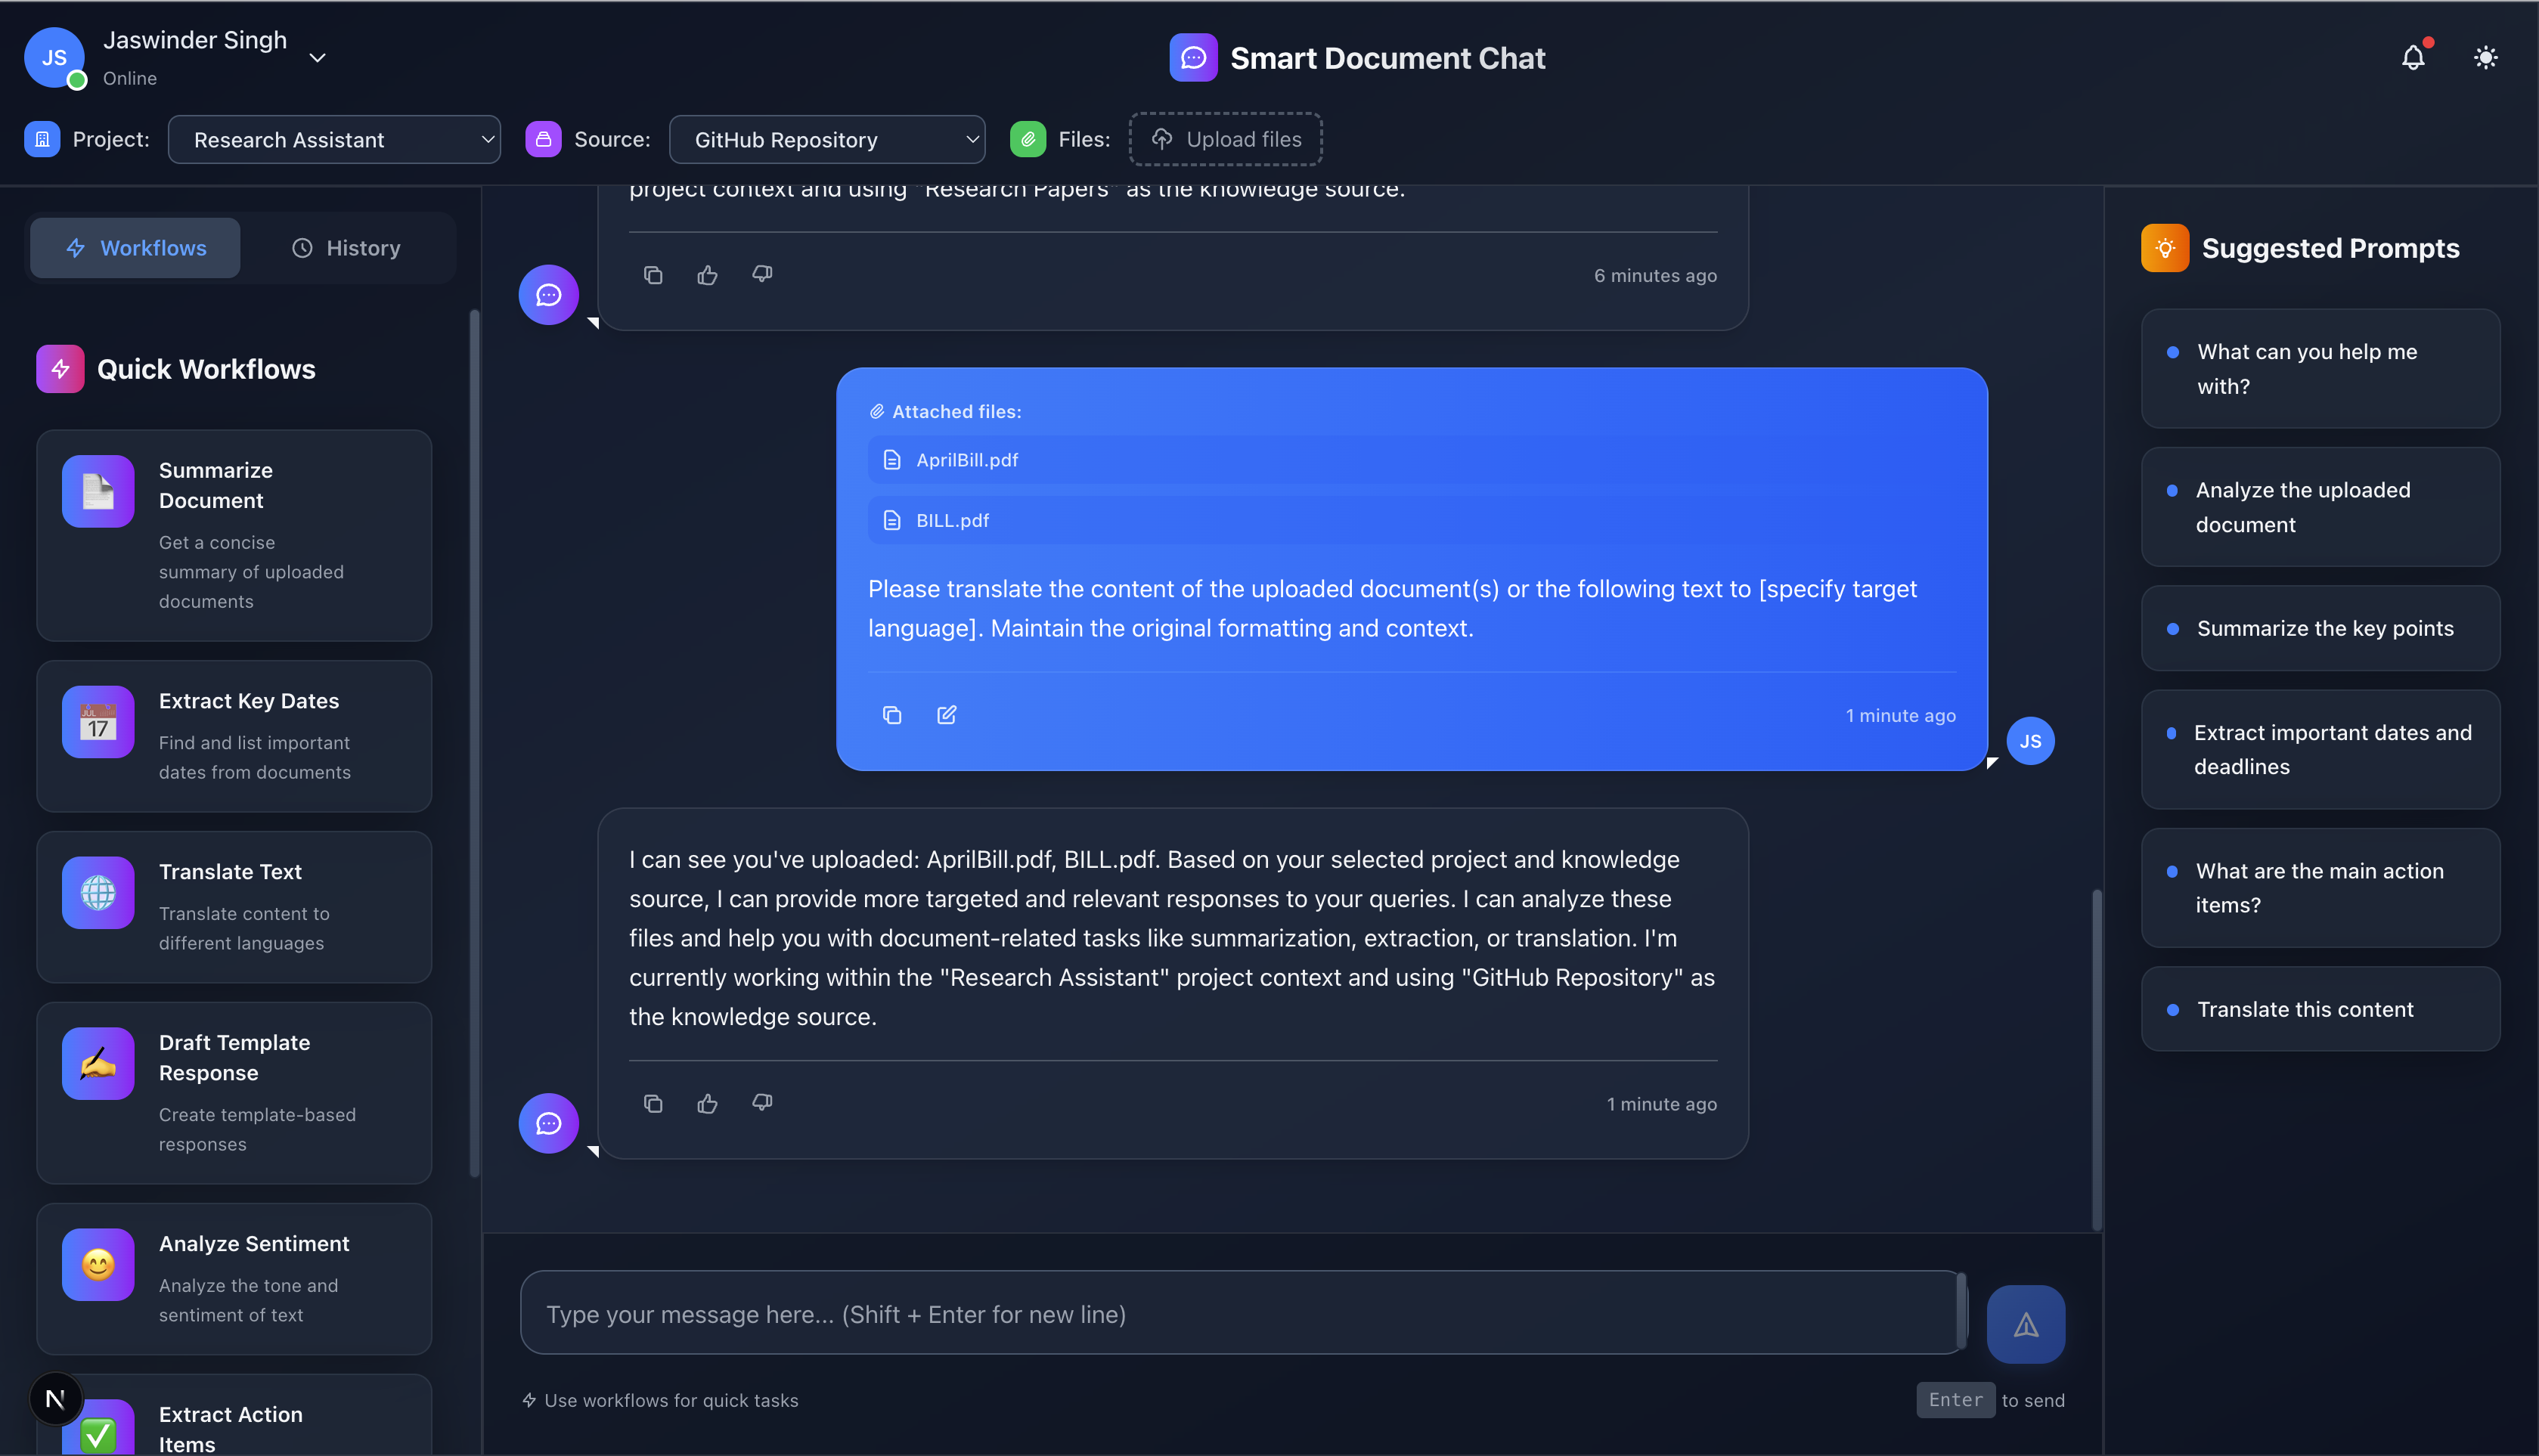 JS
Jaswinder Singh
Online
Smart Document Chat
Project:
Research Assistant
Source:
GitHub Repository
Files:
Upload files
Workflows
History
Quick Workflows
Summarize
Document
Get a concise
summary of uploaded
documents
JUL
17
Extract Key Dates
Find and list important
dates from documents
Translate Text
Translate content to
different languages
Draft Template
Response
Create template-based
responses
Analyze Sentiment
Analyze the tone and
sentiment of text
N
Extract Action
Items
project context and using "Research Papers" as the knowledge source.
6 minutes ago
Attached files:
AprilBill.pdf
BILL.pdf
Please translate the content of the uploaded document(s) or the following text to [specify target
language]. Maintain the original formatting and context.
1 minute ago
JS
I can see you've uploaded: AprilBill.pdf, BILL.pdf. Based on your selected project and knowledge
source, I can provide more targeted and relevant responses to your queries. I can analyze these
files and help you with document-related tasks like summarization, extraction, or translation. I'm
currently working within the "Research Assistant" project context and using "GitHub Repository" as
the knowledge source.
1 minute ago
Type your message here... (Shift + Enter for new line)
Use workflows for quick tasks
Enter to send
Suggested Prompts
What can you help me
with?
Analyze the uploaded
document
Summarize the key points
Extract important dates and
deadlines
What are the main action
items?
Translate this content